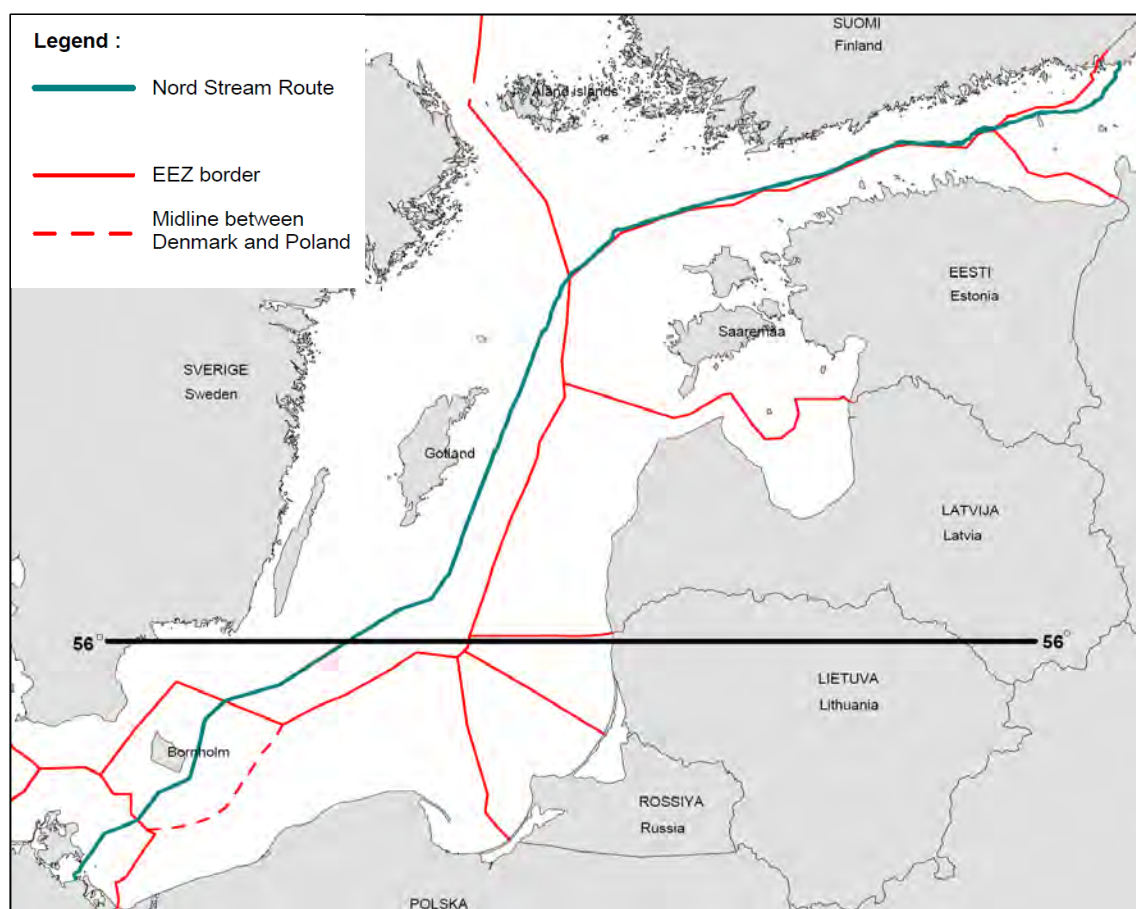 Legend :
Nord Stream Route
EEZ border
Midline between
Denmark and Poland
SUOMI
Finland
Åland islands
EESTI
Estonia
Saaremaa
SVERIGE
Sweden
Gotland
LATVIJA
Latvia
56°
56°
LIETUVA
Lithuania
Bornholm
ROSSIYA
Russia
POLSKA